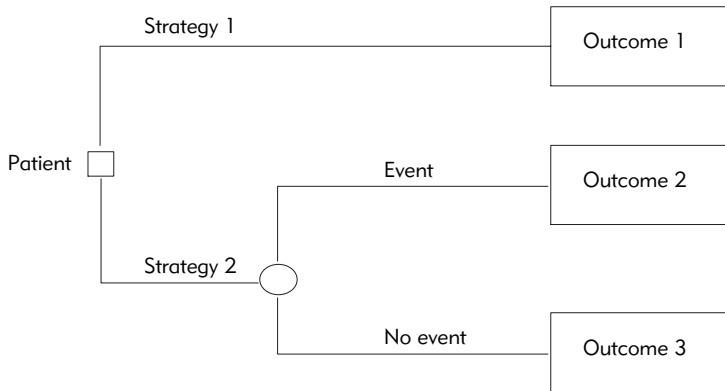 Strategy 1
Outcome 1
Patient
Event
Outcome 2
Strategy 2
No event
Outcome 3